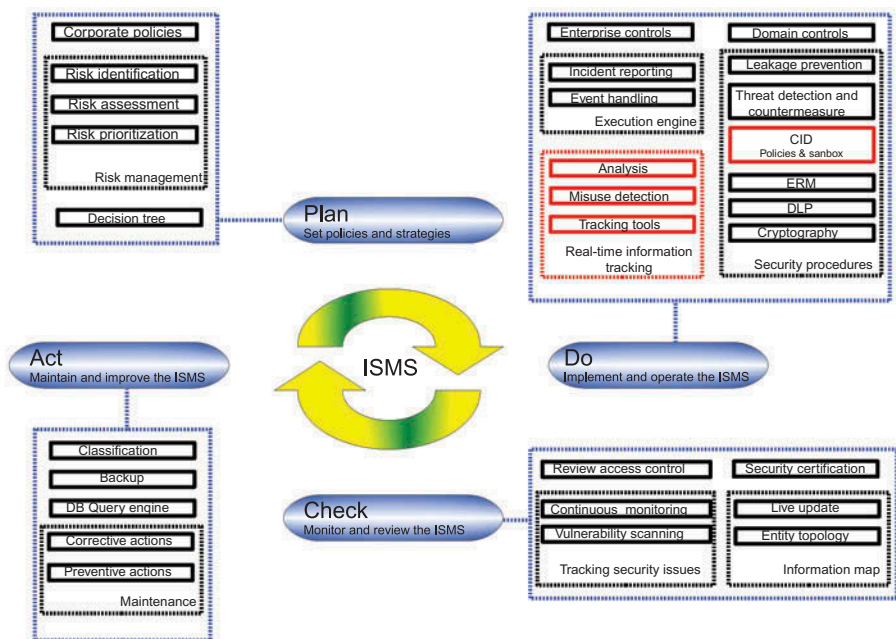 Corporate policies
Risk identification
Risk assessment
Risk prioritization
Risk management
Decision tree
Plan
Set policies and strategies
Enterprise controls
Incident reporting
Event handling
Execution engine
Analysis
Misuse detection
Tracking tools
Real-time information
tracking
Domain controls
Leakage prevention
Threat detection and
countermeasure
CID
Policies & sanbox
ERM
DLP
Cryptography
Security procedures
Act
Maintain and improve the ISMS
ISMS
Do
Implement and operate the ISMS
Classification
Backup
DB Query engine
Corrective actions
Preventive actions
Maintenance
Check
Monitor and review the ISMS
Review access control
Continuous monitoring
Vulnerability scanning
Tracking security issues
Security certification
Live update
Entity topology
Information map